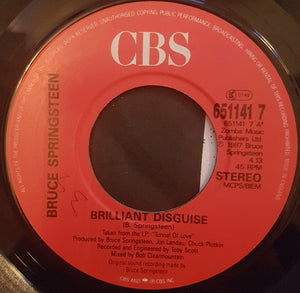 CBS
BRUCE SPRINGSTEEN
651141 7
651141 7 A*
Zomba Music
Publishers Ltd.
℗ 1987 Bruce
Springsteen
4.13
45 RPM
STEREO
MCPS/BIEM
BRILLIANT DISGUISE
(B. Springsteen)
Taken from the LP: "Tunnel Of Love"
Produced by Bruce Springsteen, Jon Landau, Chuck Plotkin
Recorded and Engineered by Toby Scott
Mixed by Bob Clearmountain
Original sound recording made by
Bruce Springsteen